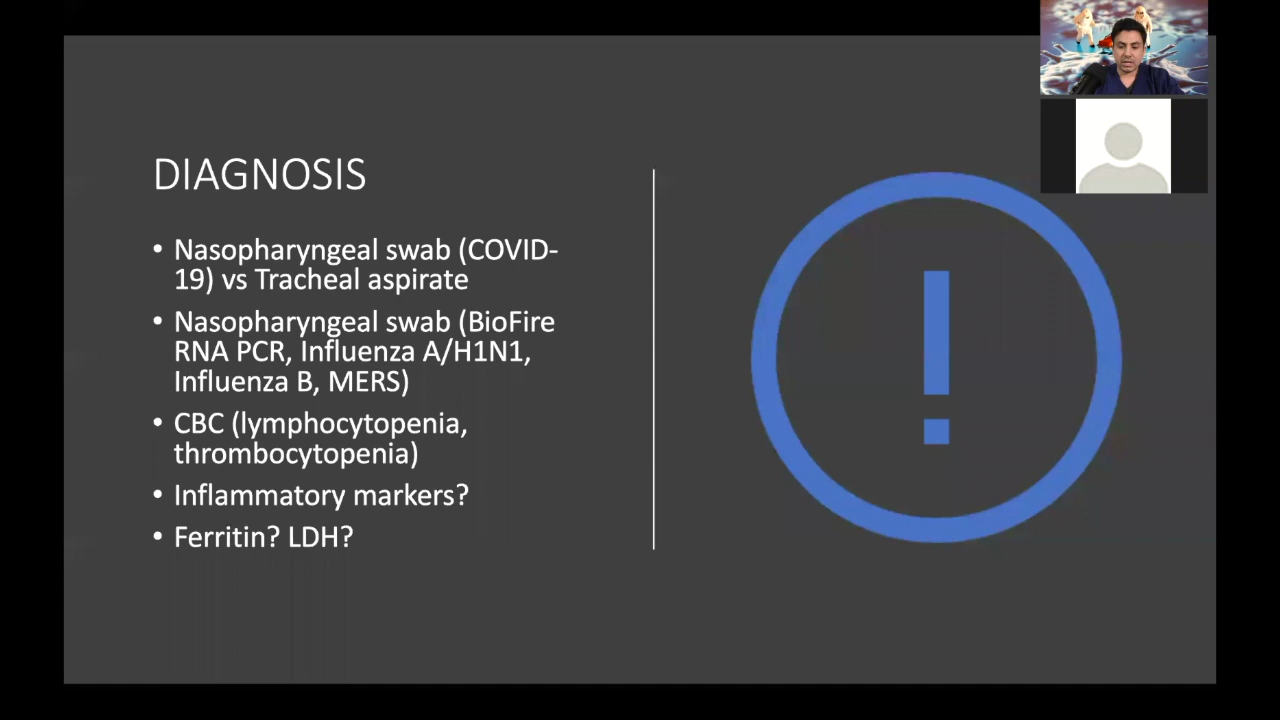 DIAGNOSIS
• Nasopharyngeal swab (COVID-
19) vs Tracheal aspirate
• Nasopharyngeal swab (BioFire
RNA PCR, Influenza A/H1N1,
Influenza B, MERS)
• CBC (lymphocytopenia,
thrombocytopenia)
• Inflammatory markers?
• Ferritin? LDH?